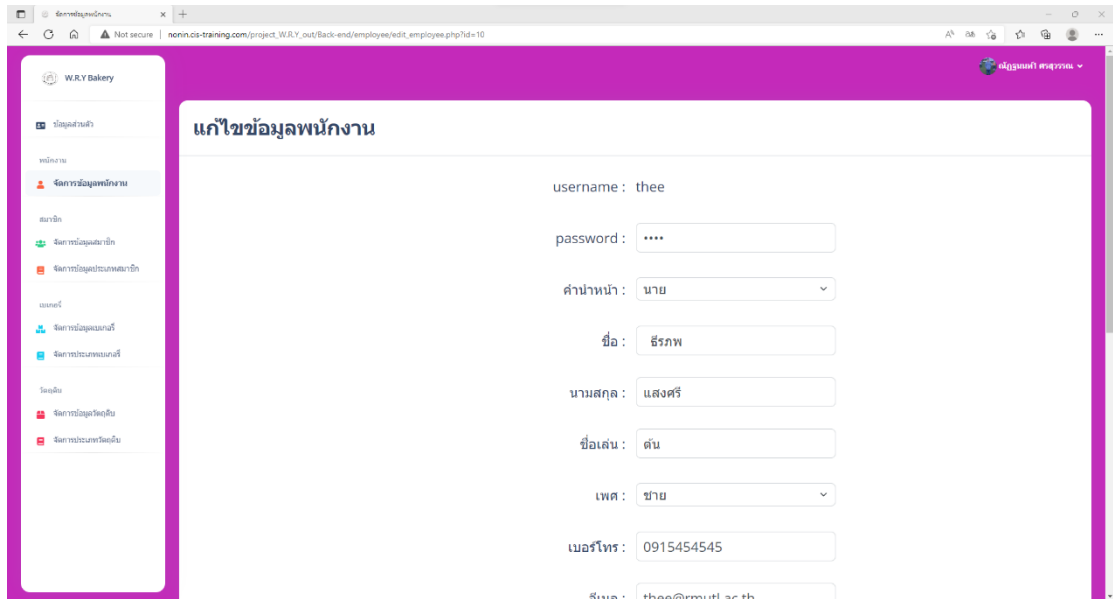 จัดการข้อมูลพนักงาน
Not secure
nonin.cis-training.com/project_W.R.Y_out/Back-end/employee/edit_employee.php?id=10
W.R.Y Bakery
ข้อมูลส่วนตัว
พนักงาน
จัดการข้อมูลพนักงาน
สมาชิก
จัดการข้อมูลสมาชิก
จัดการข้อมูลประเภทสมาชิก
เบเกอรี่
จัดการข้อมูลเบเกอรี่
จัดการประเภทเบเกอรี่
วัตถุดิบ
จัดการข้อมูลวัตถุดิบ
จัดการประเภทวัตถุดิบ
แก้ไขข้อมูลพนักงาน
username : thee
password : ••••
คำนำหน้า : นาย
ชื่อ : ธีรภพ
นามสกุล : แสงศรี
ชื่อเล่น : ต้น
เพศ : ชาย
เบอร์โทร : 0915454545
อีเมล : thee@rmutl.ac.th